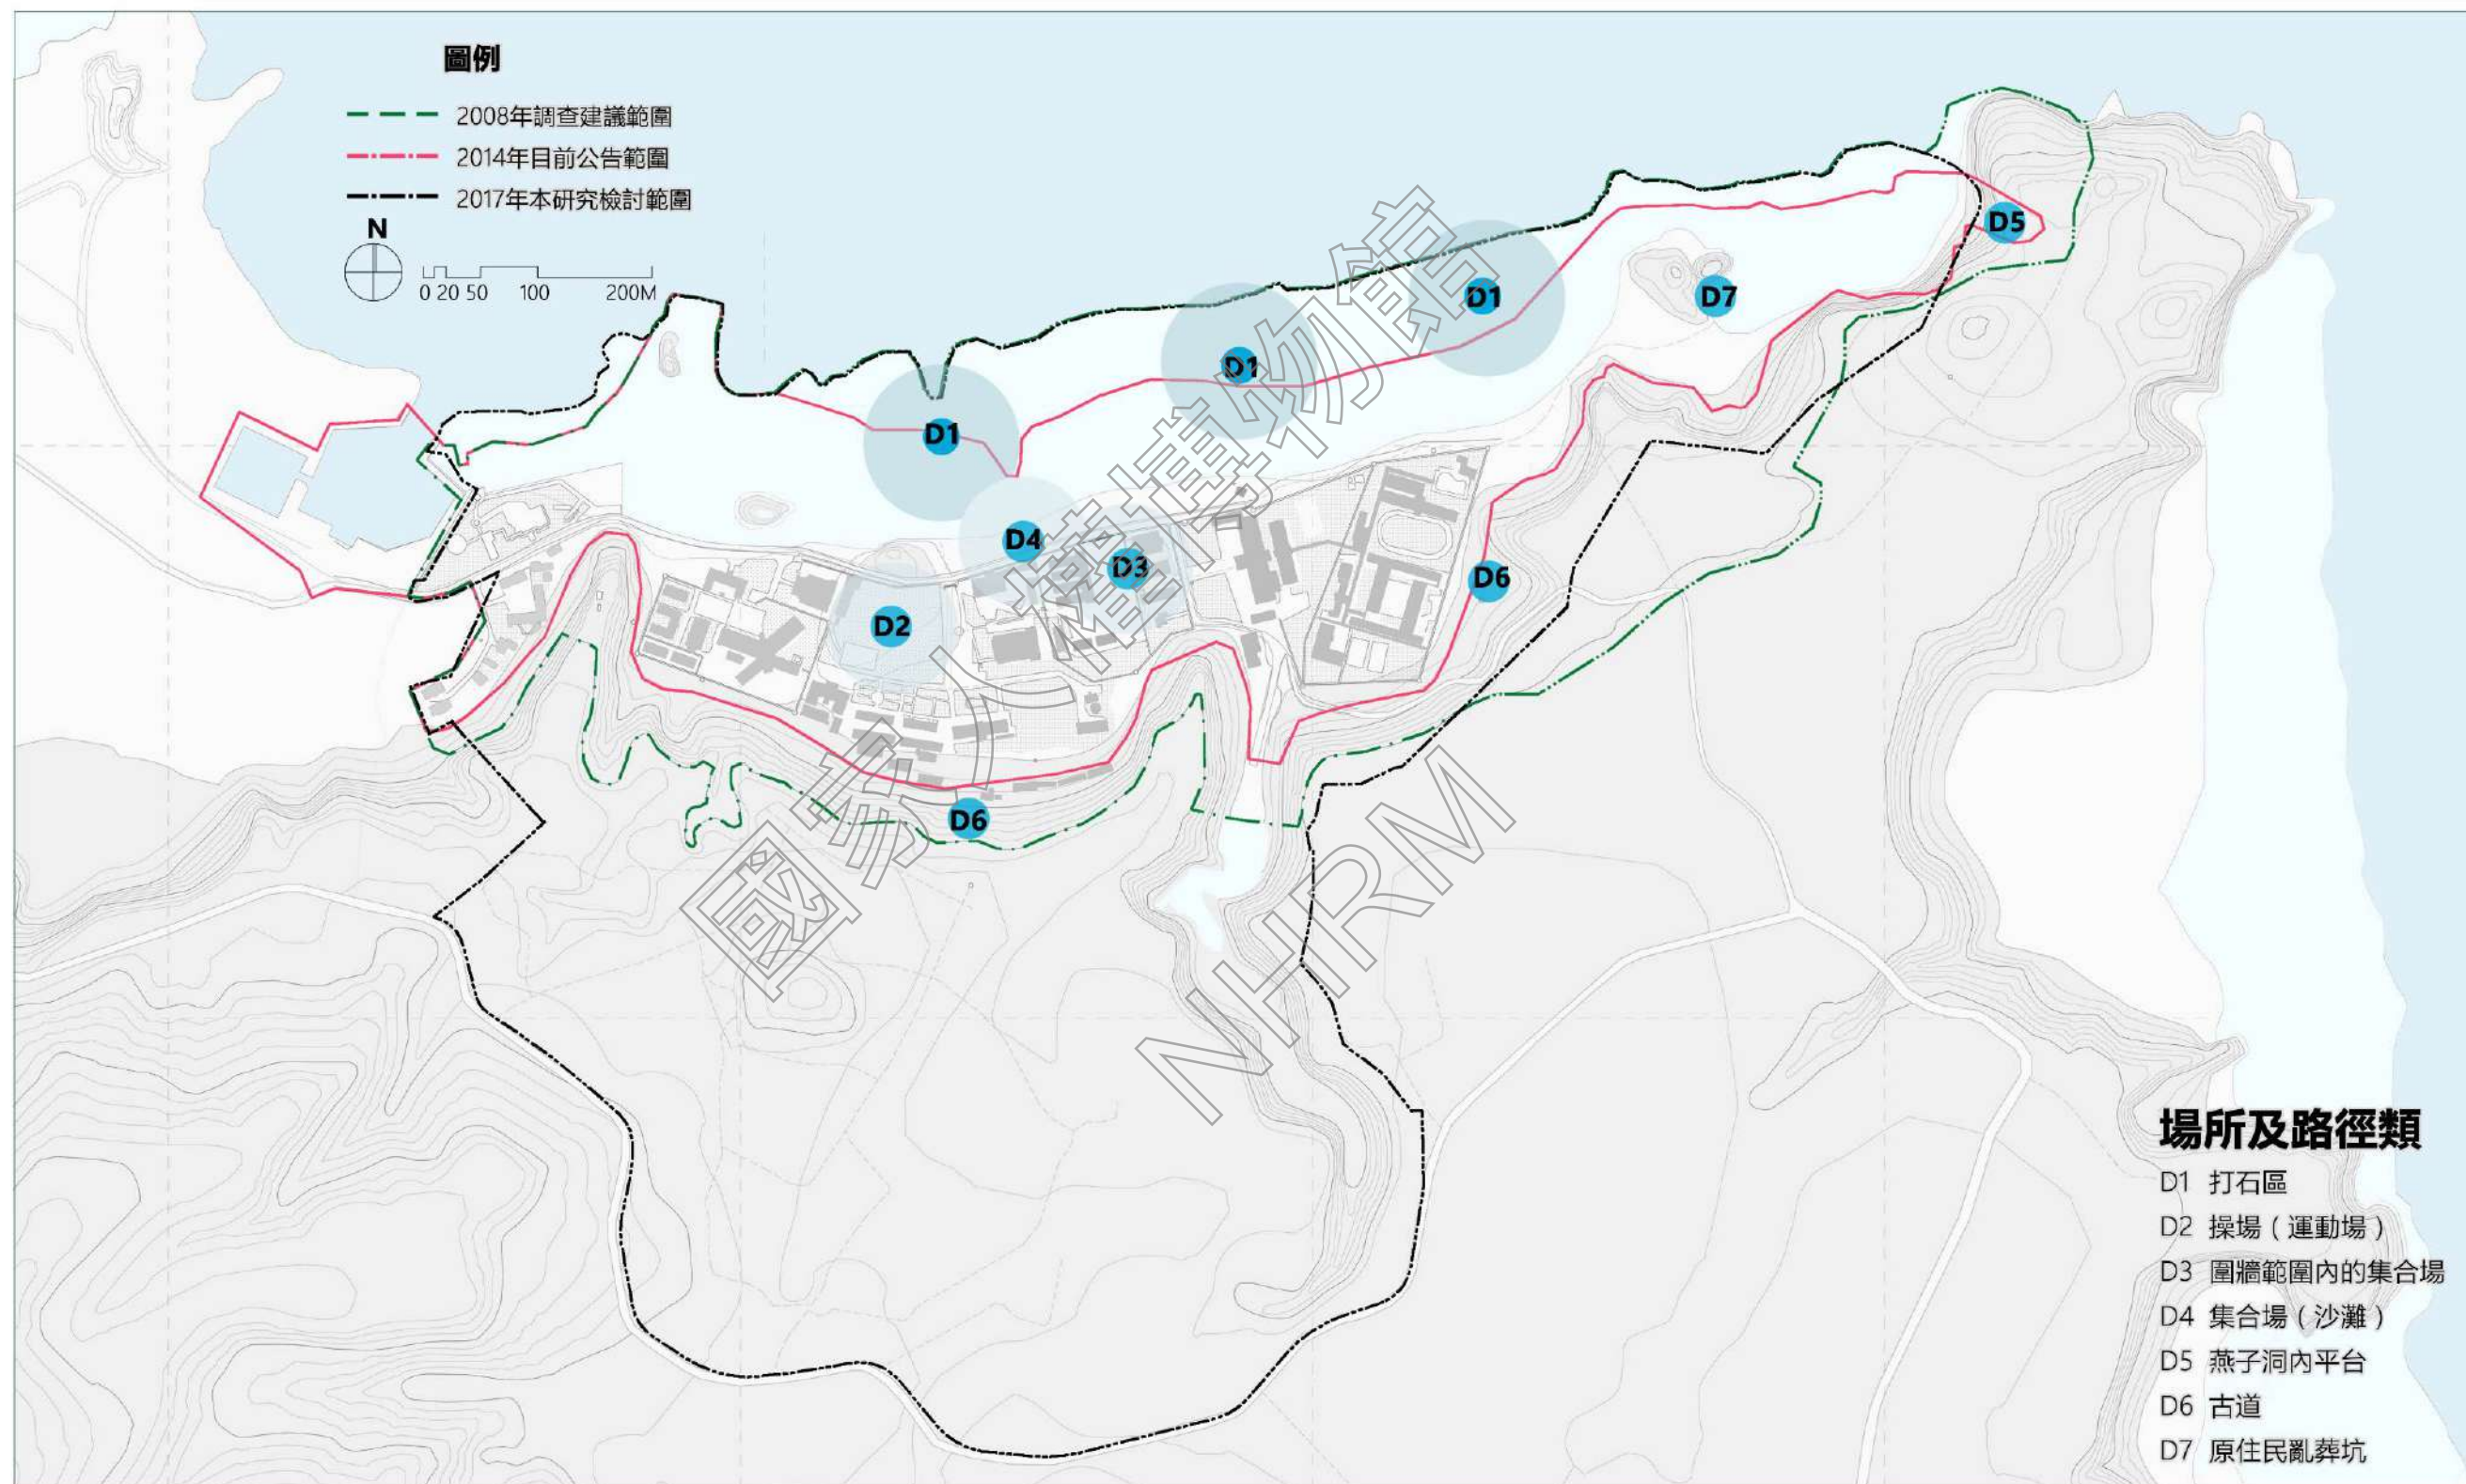 圖例
2008年調查建議範圍
2014年目前公告範圍
2017年本研究檢討範圍
N
0 20 50 100 200M
D5
D1
D7
D1
D1
D4
D3
D6
D2
D6
國家人權博物館
NHRM
場所及路徑類
D1 打石區
D2 操場（運動場）
D3 圍牆範圍內的集合場
D4 集合場（沙灘）
D5 燕子洞內平台
D6 古道
D7 原住民亂葬坑